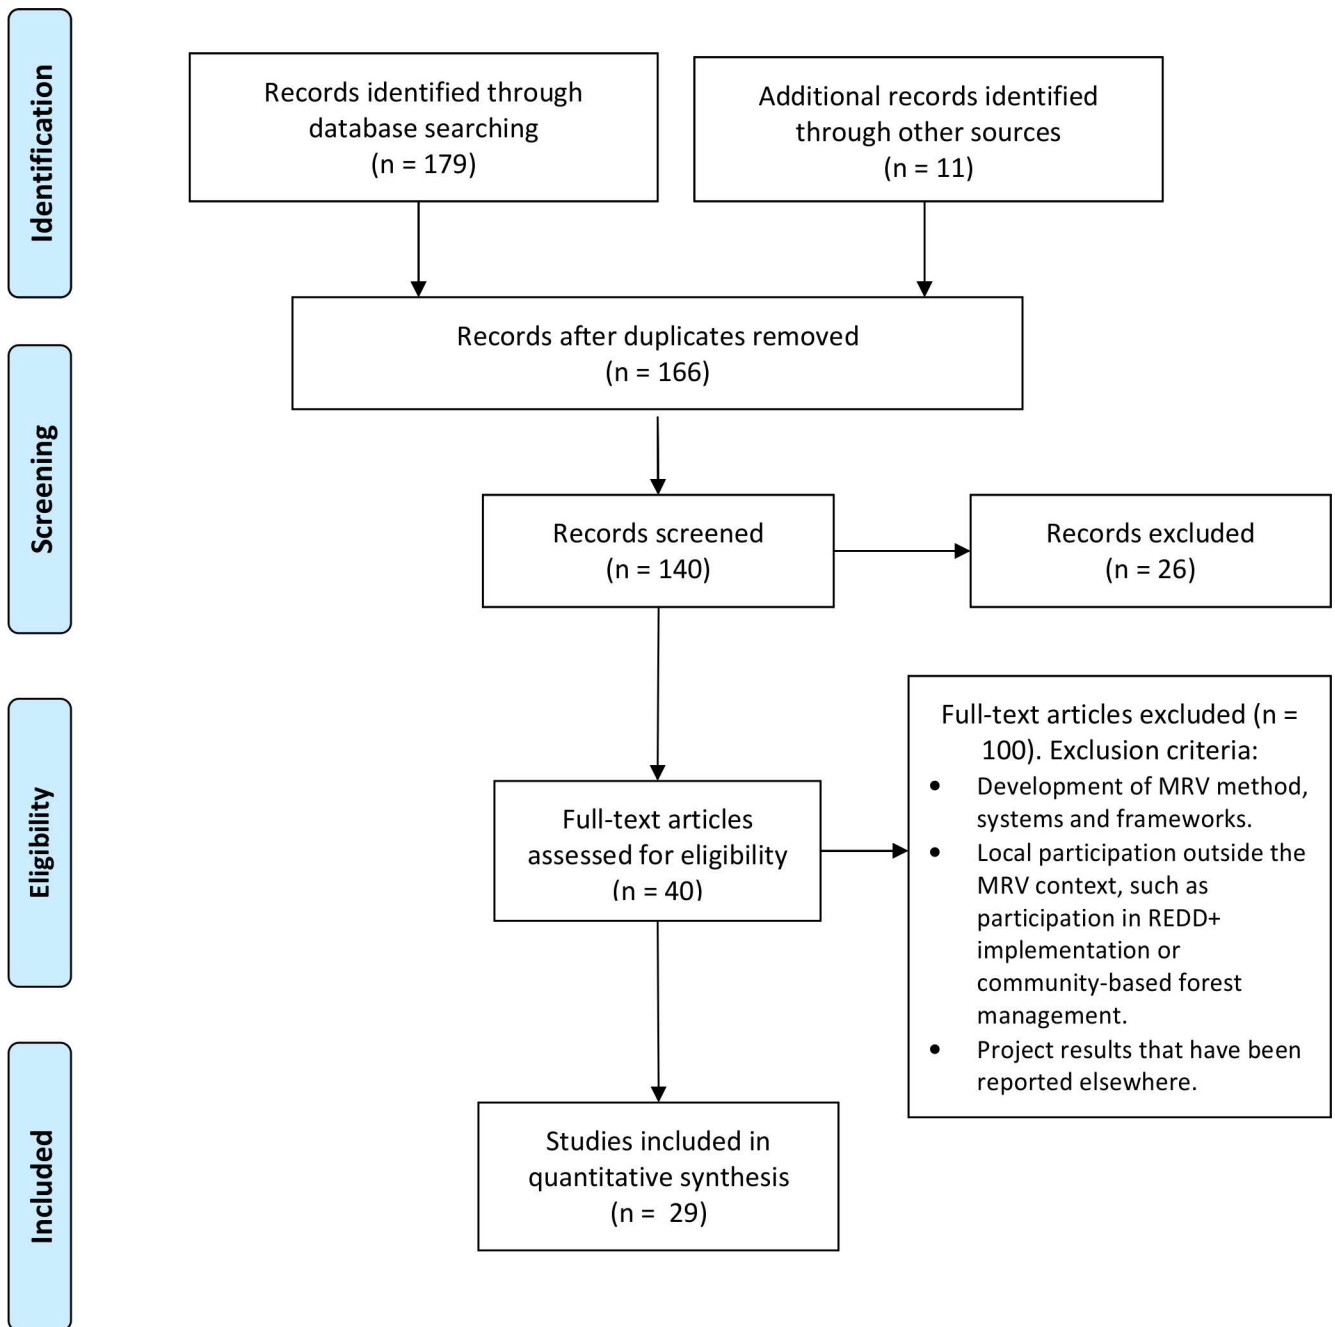 Identification
Records identified through
database searching
(n = 179)
Additional records identified
through other sources
(n = 11)
Records after duplicates removed
(n = 166)
Screening
Records screened
(n = 140)
Records excluded
(n = 26)
Eligibility
Full-text articles
assessed for eligibility
(n = 40)
Full-text articles excluded (n =
100). Exclusion criteria:
• Development of MRV method,
systems and frameworks.
• Local participation outside the
MRV context, such as
participation in REDD+
implementation or
community-based forest
management.
• Project results that have been
reported elsewhere.
Included
Studies included in
quantitative synthesis
(n =  29)